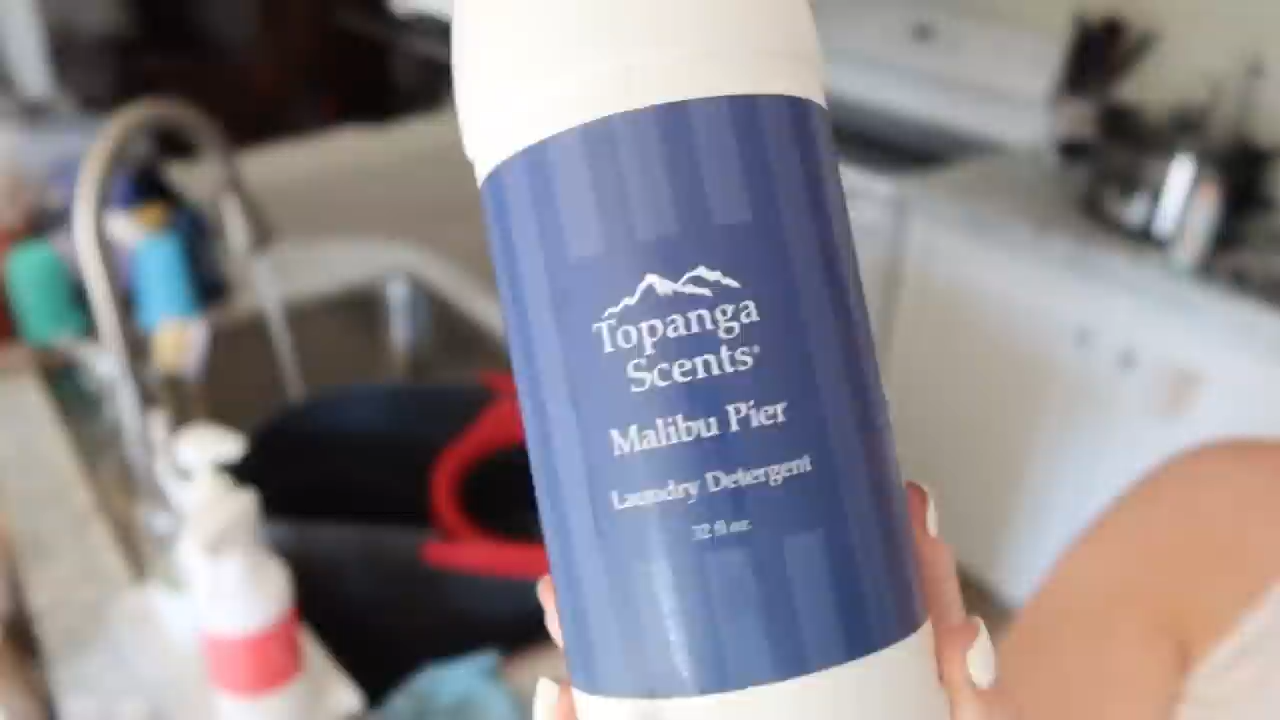 Topanga
Scents®
Malibu Pier
Laundry Detergent
32 fl oz